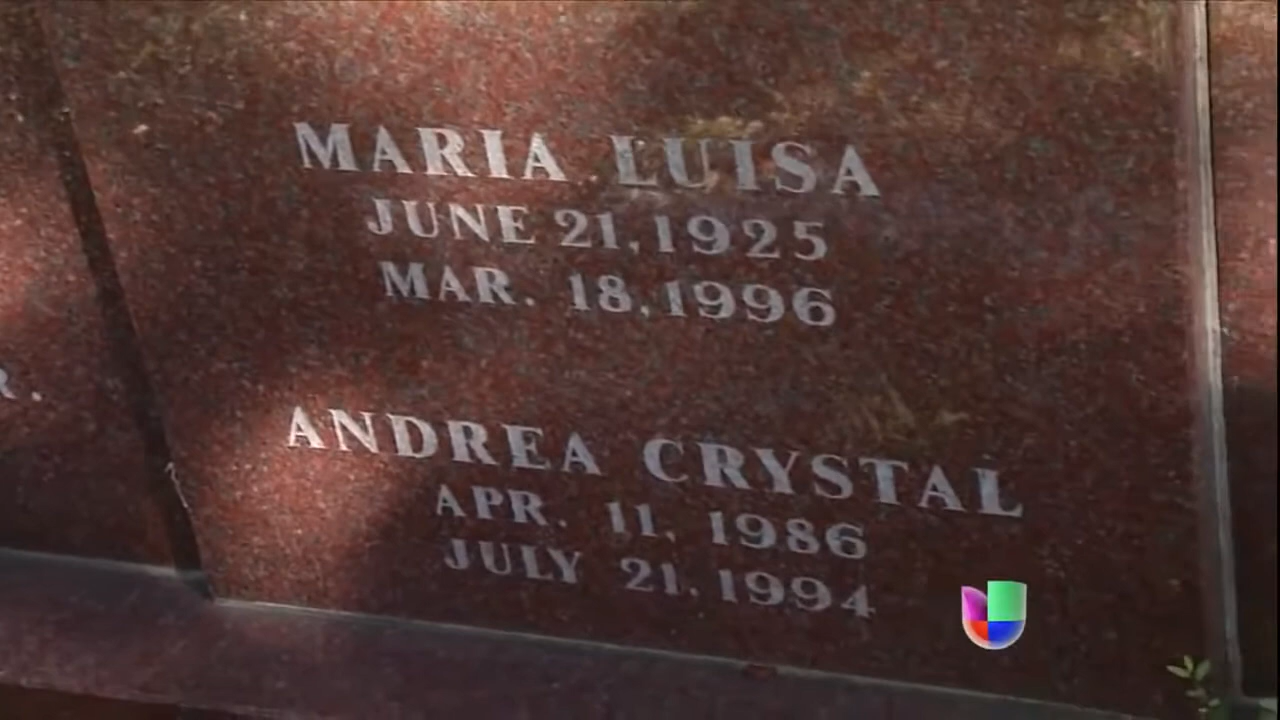 MARIA LUISA
JUNE 21, 1925
MAR. 18, 1996
R.
ANDREA CRYSTAL
APR. 11, 1986
JULY 21, 1994